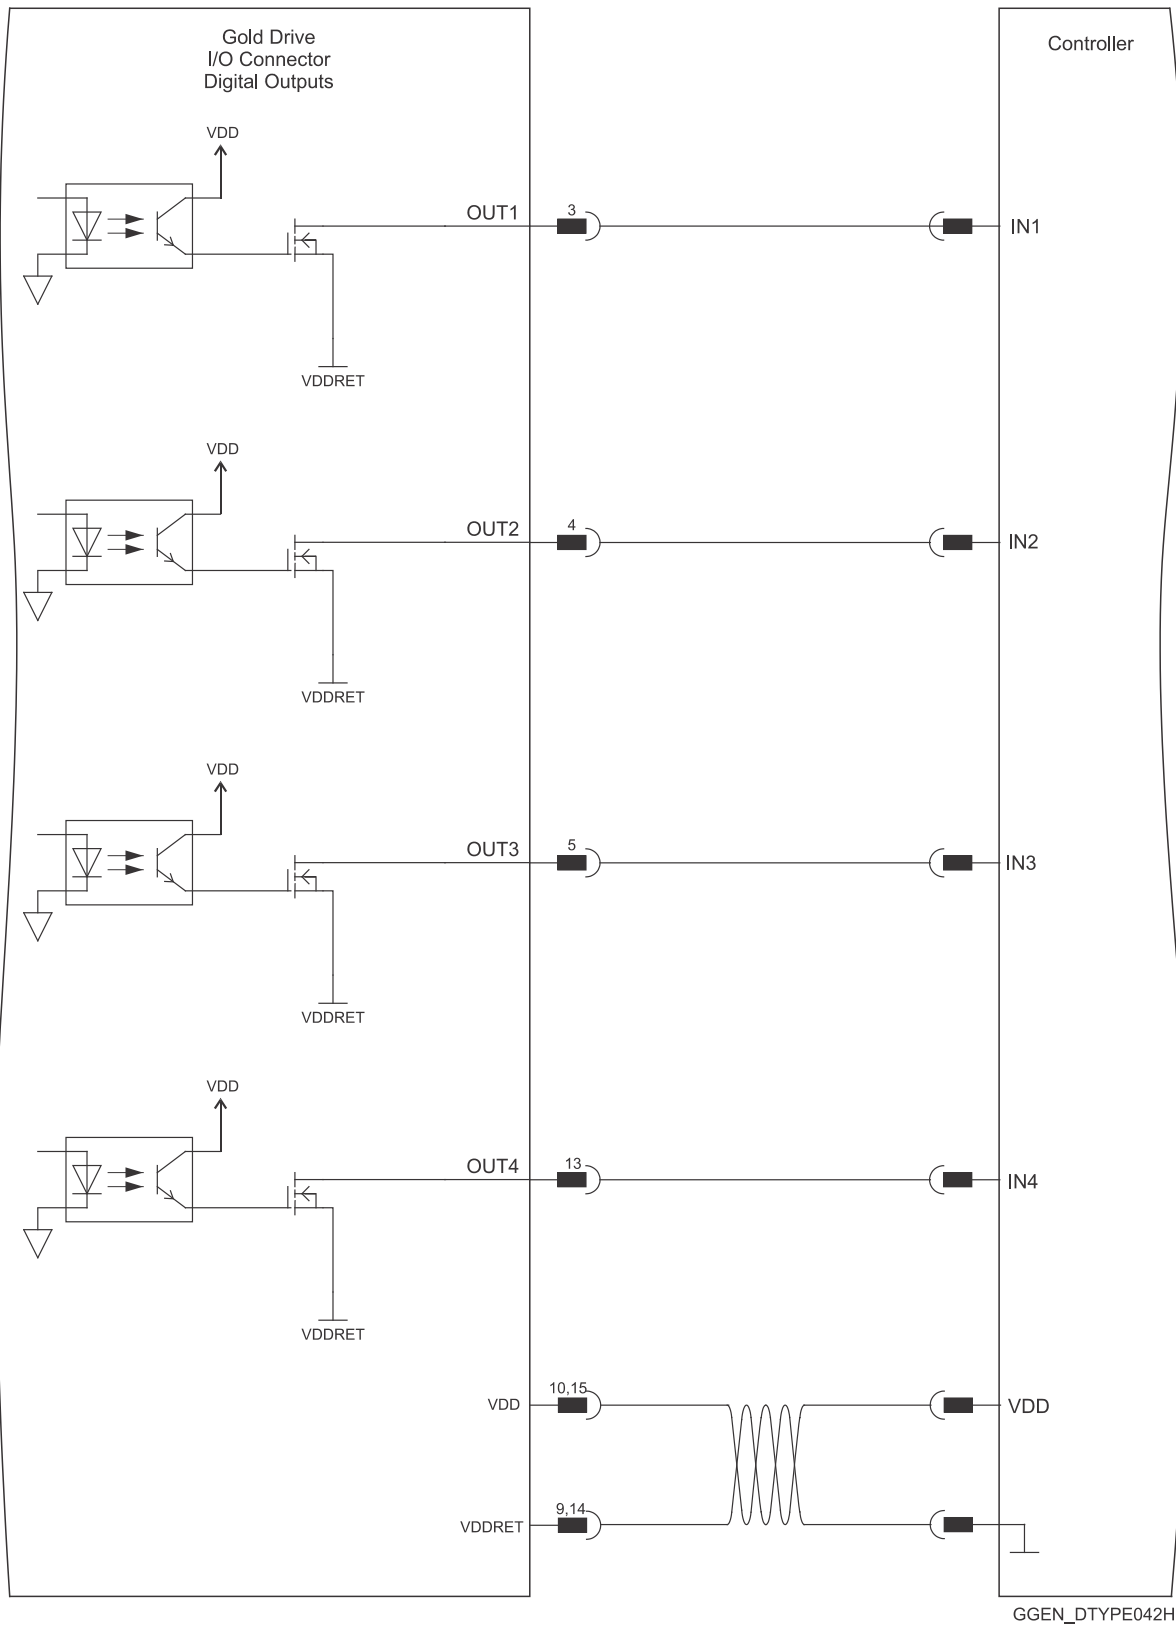 Gold Drive
I/O Connector
Digital Outputs
Controller
VDD
OUT1
3
IN1
VDDRET
VDD
OUT2
4
IN2
VDDRET
VDD
OUT3
5
IN3
VDDRET
VDD
OUT4
13
IN4
VDDRET
VDD
10,15
VDD
VDDRET
9,14
GGEN_DTYPE042H